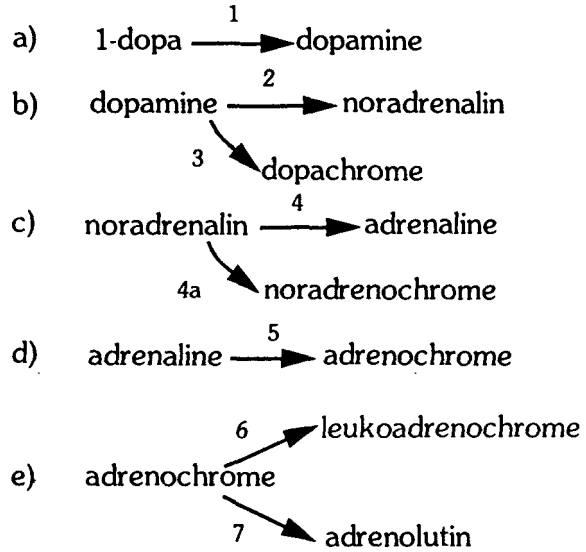 1
a) 1-dopa dopamine
2
b) dopamine noradrenalin
3
dopachrome
4
c) noradrenalin adrenaline
4a noradrenochrome
5
d) adrenaline adrenochrome
6 leukoadrenochrome
e) adrenochrome
7 adrenolutin